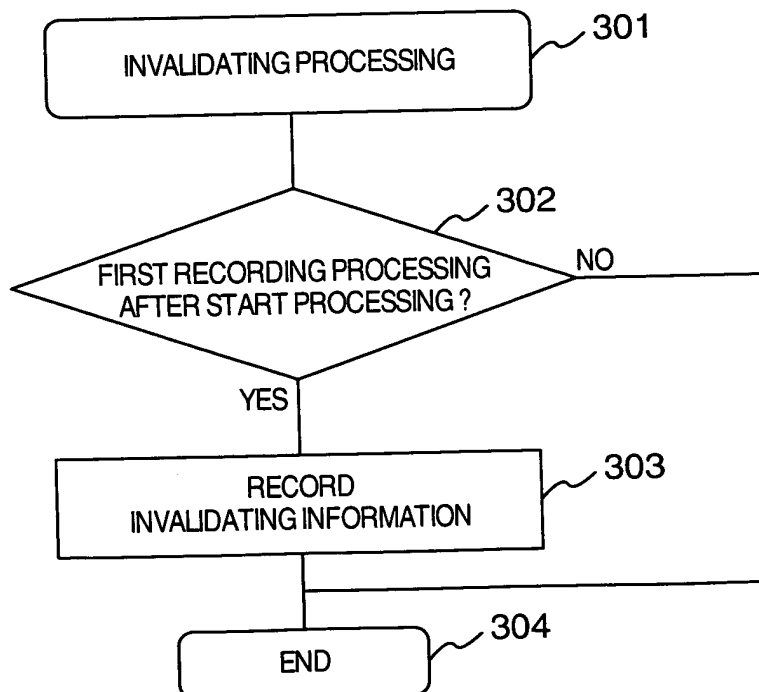 INVALIDATING PROCESSING
301
302
FIRST RECORDING PROCESSING
AFTER START PROCESSING ?
NO
YES
RECORD
INVALIDATING INFORMATION
303
END
304